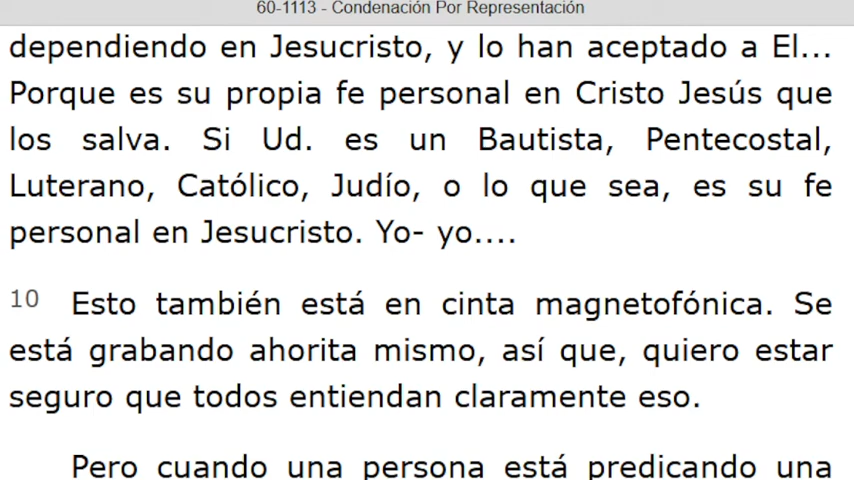 60-1113 - Condenación Por Representación
dependiendo en Jesucristo, y lo han aceptado a El...
Porque es su propia fe personal en Cristo Jesús que
los salva. Si Ud. es un Bautista, Pentecostal,
Luterano, Católico, Judío, o lo que sea, es su fe
personal en Jesucristo. Yo- yo....
10 Esto también está en cinta magnetofónica. Se
está grabando ahorita mismo, así que, quiero estar
seguro que todos entiendan claramente eso.
Pero cuando una persona está predicando una